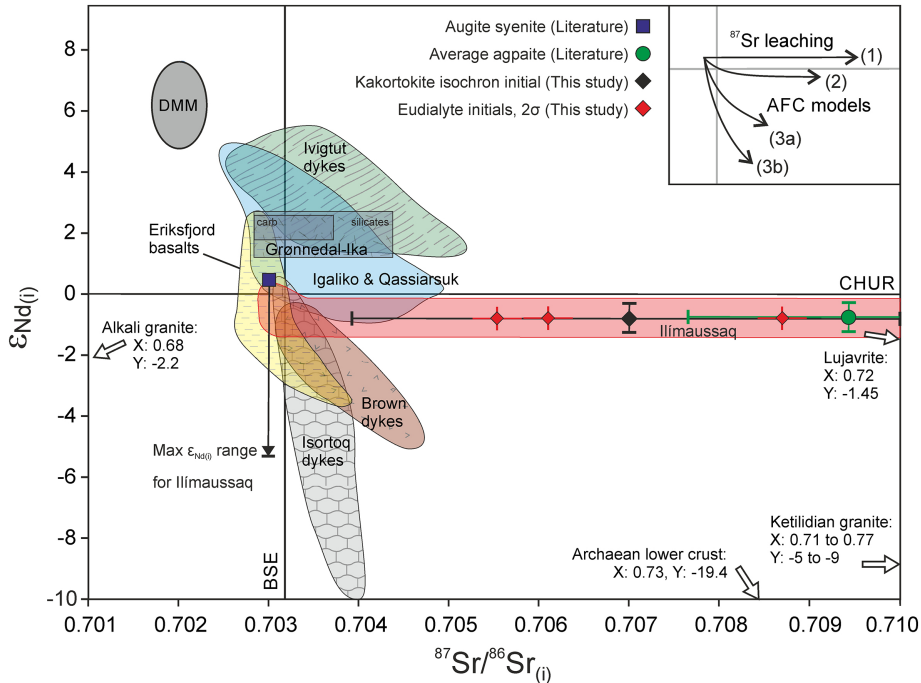 Augite syenite (Literature)
Average agpaite (Literature)
Kakortokite isochron initial (This study)
Eudialyte initials, 2σ (This study)
⁸⁷Sr leaching
(1)
(2)
AFC models
(3a)
(3b)
8
6
4
2
0
-2
-4
-6
-8
-10
εNd(i)
DMM
Ivigtut
dykes
carb
silicates
Grønnedal-Ika
Eriksfjord
basalts
Igaliko & Qassiarsuk
CHUR
Ilímaussaq
Alkali granite:
X: 0.68
Y: -2.2
Lujavrite:
X: 0.72
Y: -1.45
Brown
dykes
Isortoq
dykes
Max εNd(i) range
for Ilímaussaq
Ketilidian granite:
X: 0.71 to 0.77
Y: -5 to -9
Archaean lower crust:
X: 0.73, Y: -19.4
BSE
0.701
0.702
0.703
0.704
0.705
0.706
0.707
0.708
0.709
0.710
⁸⁷Sr/⁸⁶Sr(i)